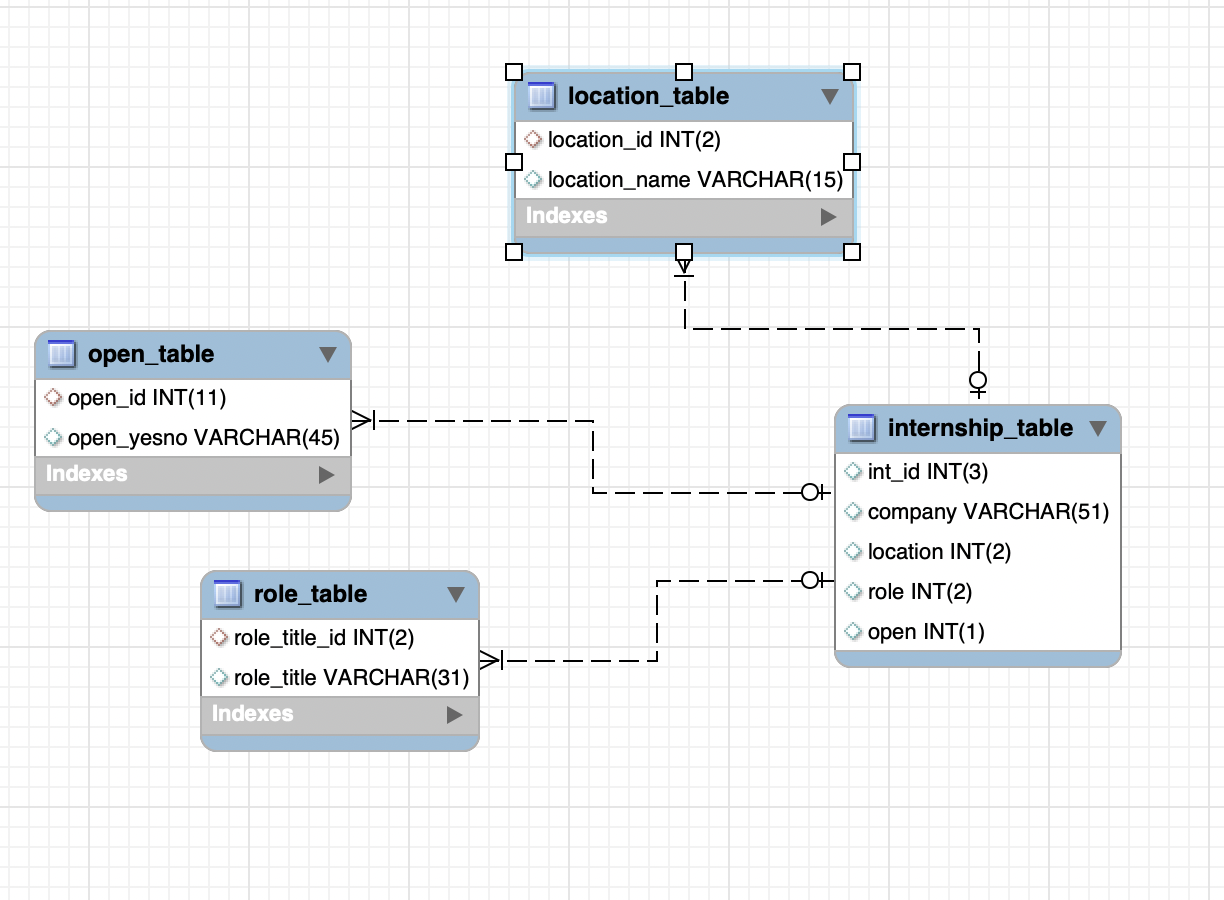 location_table
location_id INT(2)
location_name VARCHAR(15)
Indexes
open_table
open_id INT(11)
open_yesno VARCHAR(45)
Indexes
internship_table
int_id INT(3)
company VARCHAR(51)
location INT(2)
role INT(2)
open INT(1)
role_table
role_title_id INT(2)
role_title VARCHAR(31)
Indexes